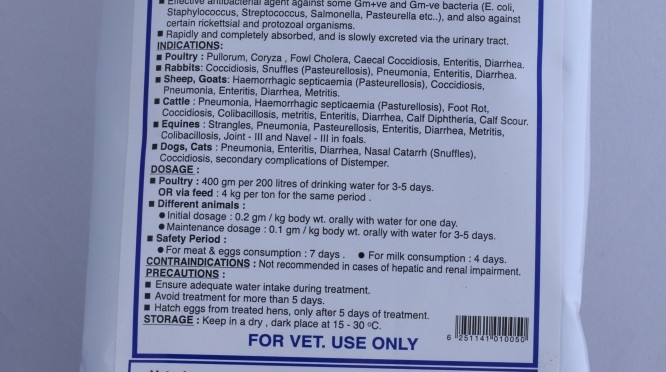 Effective antibacterial agent against some Gm+ve and Gm-ve bacteria (E. coli,
Staphylococcus, Streptococcus, Salmonella, Pasteurella etc..), and also against
certain rickettsial and protozoal organisms.
■ Rapidly and completely absorbed, and is slowly excreted via the urinary tract.
INDICATIONS:
■ Poultry : Pullorum, Coryza , Fowl Cholera, Caecal Coccidiosis, Enteritis, Diarrhea.
■ Rabbits: Coccidiosis, Snuffles (Pasteurellosis), Pneumonia, Enteritis, Diarrhea.
■ Sheep, Goats: Haemorrhagic septicaemia (Pasteurellosis), Coccidiosis,
Pneumonia, Enteritis, Diarrhea, Metritis.
■ Cattle : Pneumonia, Haemorrhagic septicaemia (Pasturellosis), Foot Rot,
Coccidiosis, Colibacillosis, metritis, Enteritis, Diarrhea, Calf Diphtheria, Calf Scour.
■ Equines : Strangles, Pneumonia, Pasteurellosis, Enteritis, Diarrhea, Metritis,
Colibacillosis, Joint - Ill and Navel - Ill in foals.
■ Dogs, Cats : Pneumonia, Enteritis, Diarrhea, Nasal Catarrh (Snuffles),
Coccidiosis, secondary complications of Distemper.
DOSAGE :
■ Poultry : 400 gm per 200 litres of drinking water for 3-5 days.
OR via feed : 4 kg per ton for the same period .
■ Different animals :
● Initial dosage : 0.2 gm / kg body wt. orally with water for one day.
● Maintenance dosage : 0.1 gm / kg body wt. orally with water for 3-5 days.
■ Safety Period :
● For meat & eggs consumption : 7 days . ● For milk consumption : 4 days.
CONTRAINDICATIONS : Not recommended in cases of hepatic and renal impairment.
PRECAUTIONS :
■ Ensure adequate water intake during treatment.
■ Avoid treatment for more than 5 days.
■ Hatch eggs from treated hens, only after 5 days of treatment.
STORAGE : Keep in a dry , dark place at 15 - 30 ºC.
6 251141 010050
FOR VET. USE ONLY